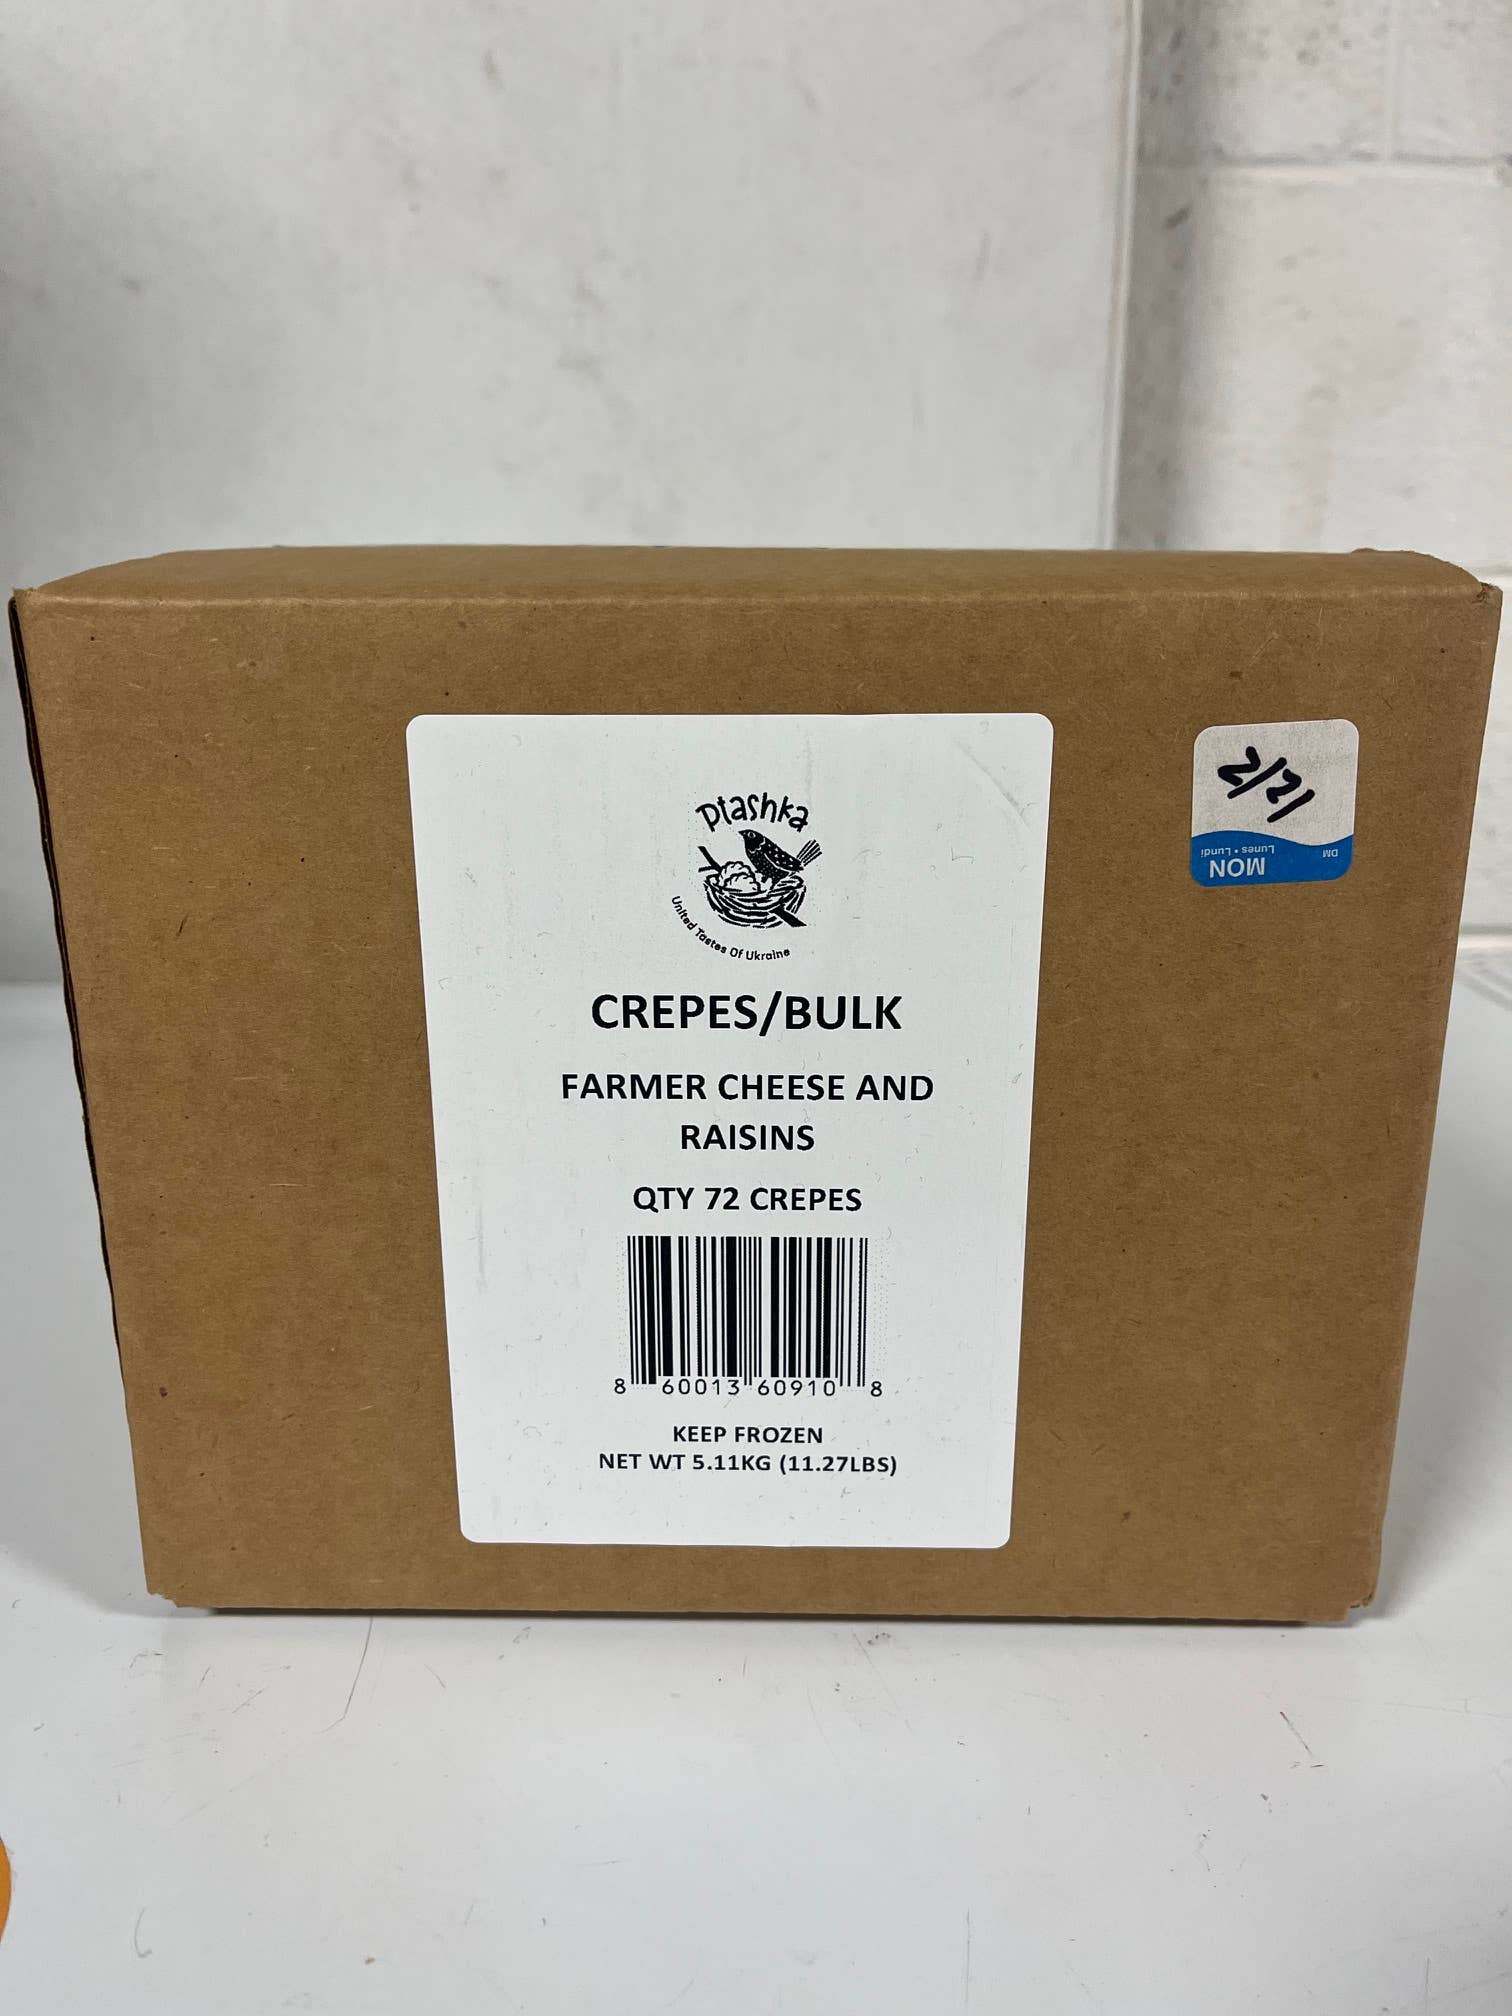 Ptashka
United Tastes Of Ukraine
CREPES/BULK
FARMER CHEESE AND
RAISINS
QTY 72 CREPES
8 60013 60910 8
KEEP FROZEN
NET WT 5.11KG (11.27LBS)
MON
DM Lunes • Lundi
12/2